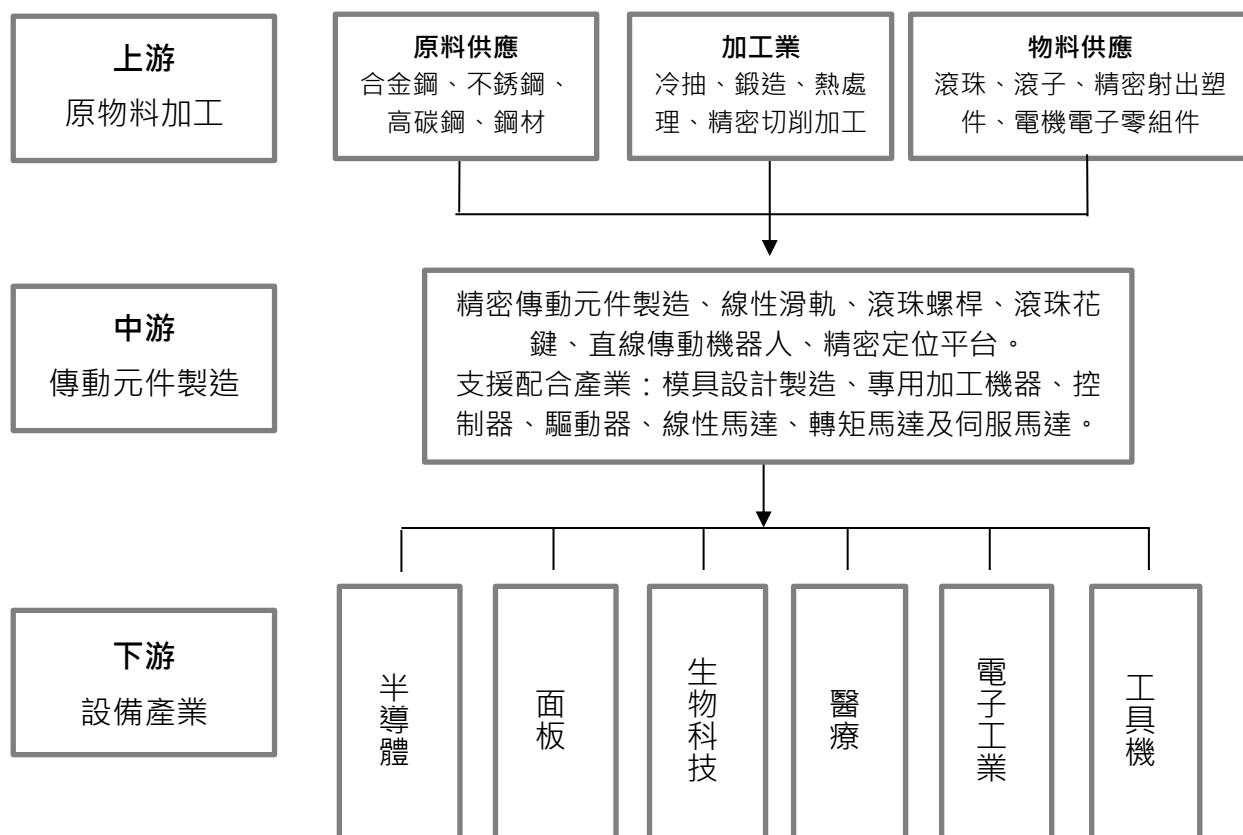 上游
原物料加工
原料供應
合金鋼、不銹鋼、
高碳鋼、鋼材
加工業
冷抽、鍛造、熱處
理、精密切削加工
物料供應
滾珠、滾子、精密射出塑
件、電機電子零組件
中游
傳動元件製造
精密傳動元件製造、線性滑軌、滾珠螺桿、滾珠花
鍵、直線傳動機器人、精密定位平台。
支援配合產業：模具設計製造、專用加工機器、控
制器、驅動器、線性馬達、轉矩馬達及伺服馬達。
下游
設備產業
半導體
面板
生物科技
醫療
電子工業
工具機